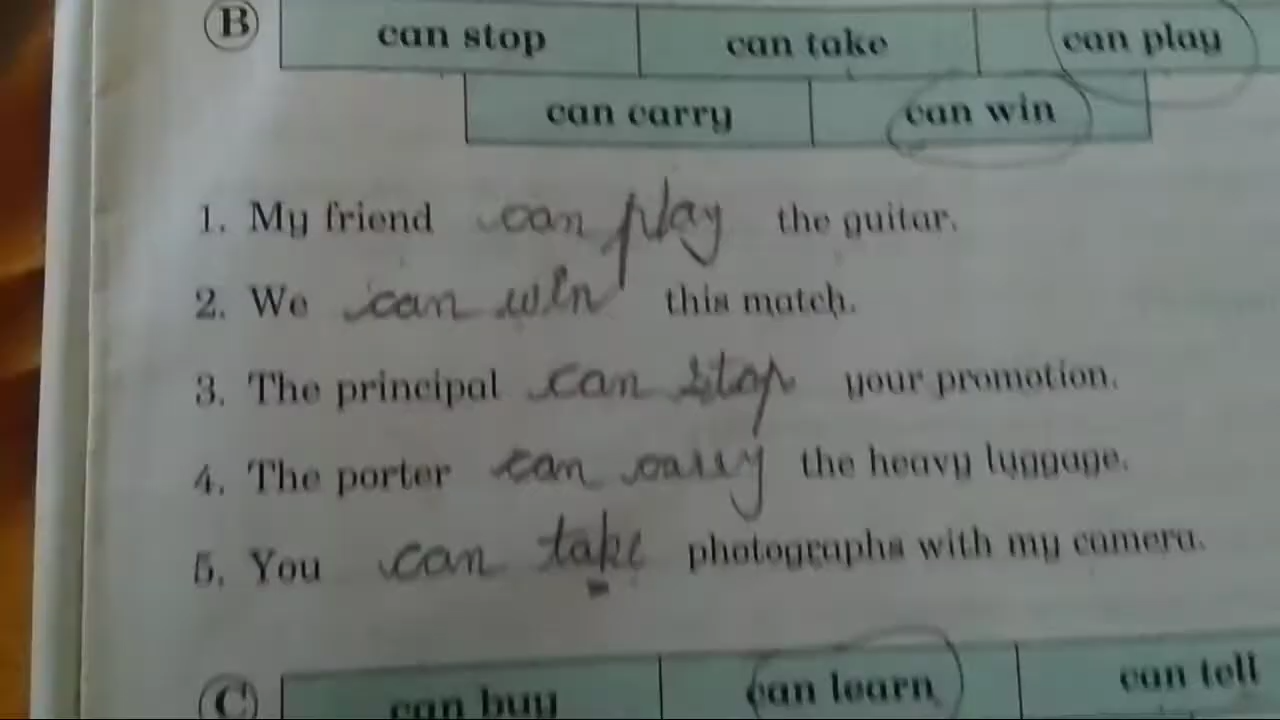 B can stop can take can play
can carry can win
1. My friend can play the guitar.
2. We can win this match.
3. The principal can stop your promotion.
4. The porter can carry the heavy luggage.
5. You can take photographs with my camera.
C can buy can learn can tell